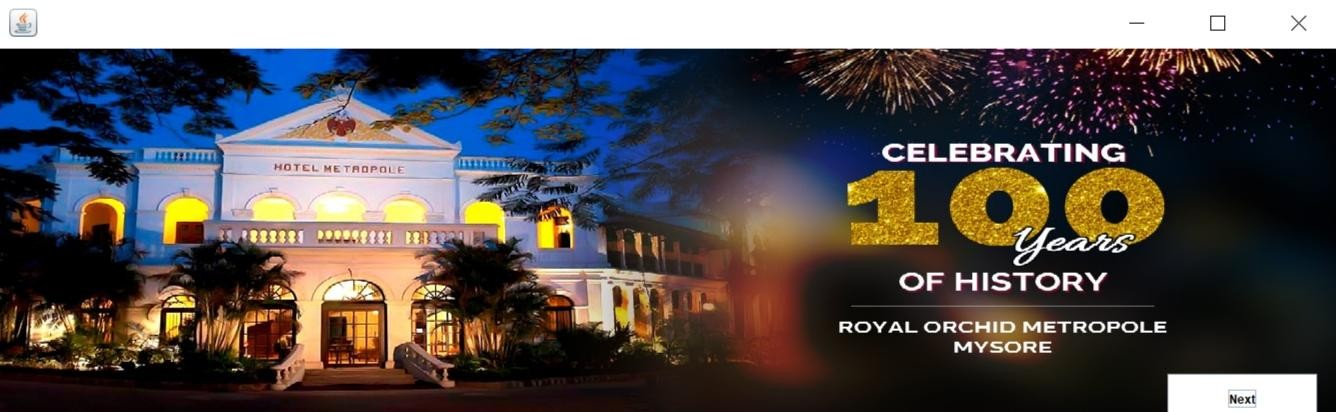 HOTEL METROPOLE
CELEBRATING
100
Years
OF HISTORY
ROYAL ORCHID METROPOLE
MYSORE
Next